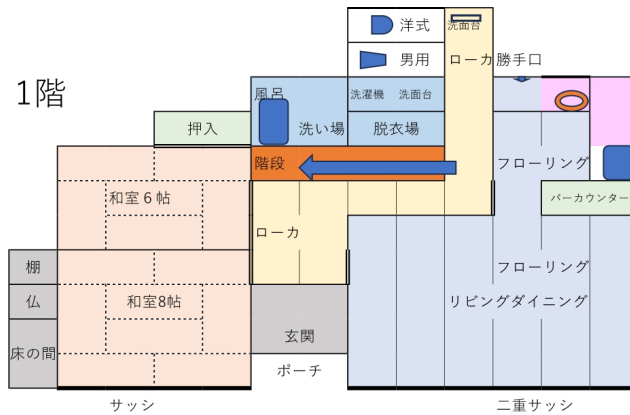 洋式
洗面台
男用
ローカ
勝手口
1階
風呂
洗濯機
洗面台
押入
洗い場
脱衣場
階段
フローリング
和室６帖
バーカウンター
ローカ
棚
フローリング
仏
和室8帖
リビングダイニング
床の間
玄関
ポーチ
サッシ
二重サッシ